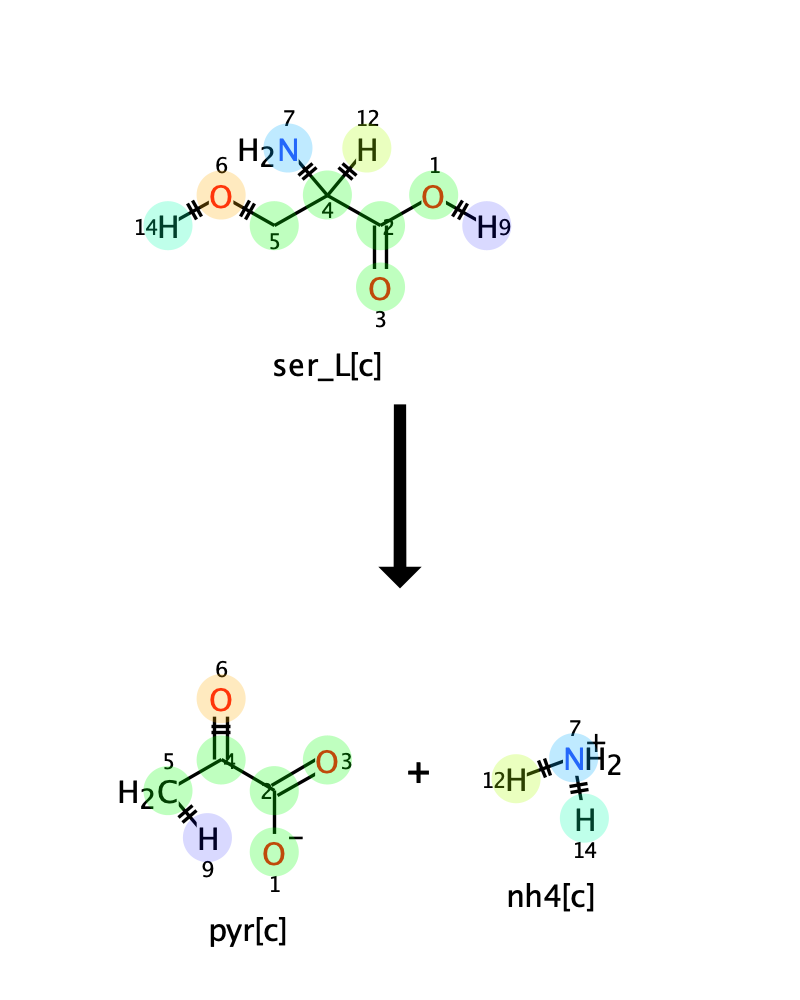 7 12
H2N H
6 1
O O
14H 4 2 H9
5
O
3
ser_L[c]
6
O
5 4 O3 + 7 +
H2C 2 12H NH2
H O– H
9 1 14
pyr[c] nh4[c]